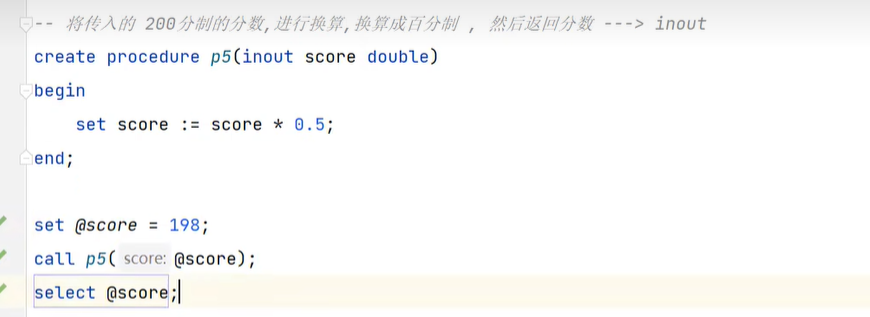 -- 将传入的 200分制的分数,进行换算,换算成百分制 , 然后返回分数 ---> inout
create procedure p5(inout score double)
begin
    set score := score * 0.5;
end;
set @score = 198;
call p5( score: @score);
select @score;